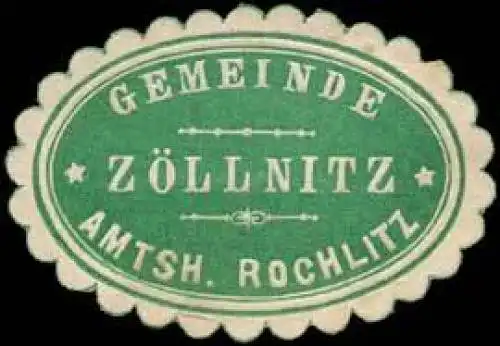 GEMEINDE
ZÖLLNITZ
AMTSH. ROCHLITZ